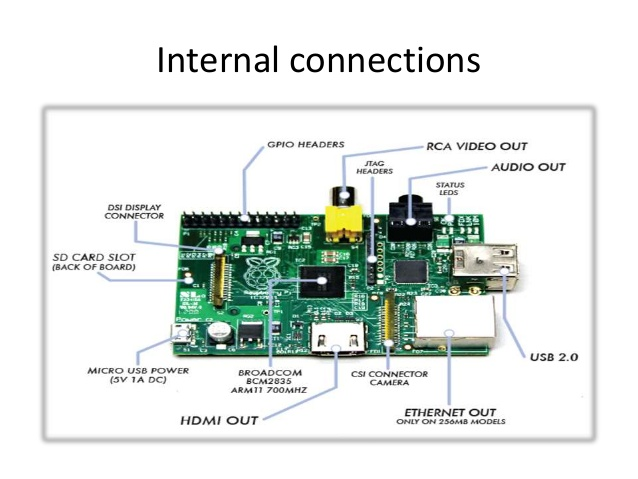 Internal connections
GPIO HEADERS
RCA VIDEO OUT
JTAG
HEADERS
AUDIO OUT
STATUS
LEDS
DSI DISPLAY
CONNECTOR
SD CARD SLOT
(BACK OF BOARD)
MICRO USB POWER
(5V 1A DC)
BROADCOM
BCM2835
ARM11 700MHZ
CSI CONNECTOR
CAMERA
USB 2.0
HDMI OUT
ETHERNET OUT
ONLY ON 256MB MODELS